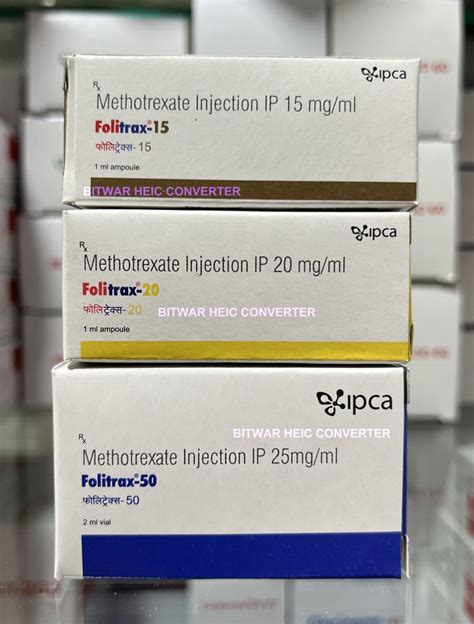 ipca
Rx
Methotrexate Injection IP 15 mg/ml
Folitrax®-15
फोलिट्रेक्स - 15
1 ml ampoule
BITWAR HEIC CONVERTER
ipca
Rx
Methotrexate Injection IP 20 mg/ml
Folitrax®-20
फोलिट्रेक्स- 20
BITWAR HEIC CONVERTER
1 ml ampoule
ipca
BITWAR HEIC CONVERTER
Rx
Methotrexate Injection IP 25mg/ml
Folitrax®-50
फोलिट्रेक्स- 50
2 ml vial